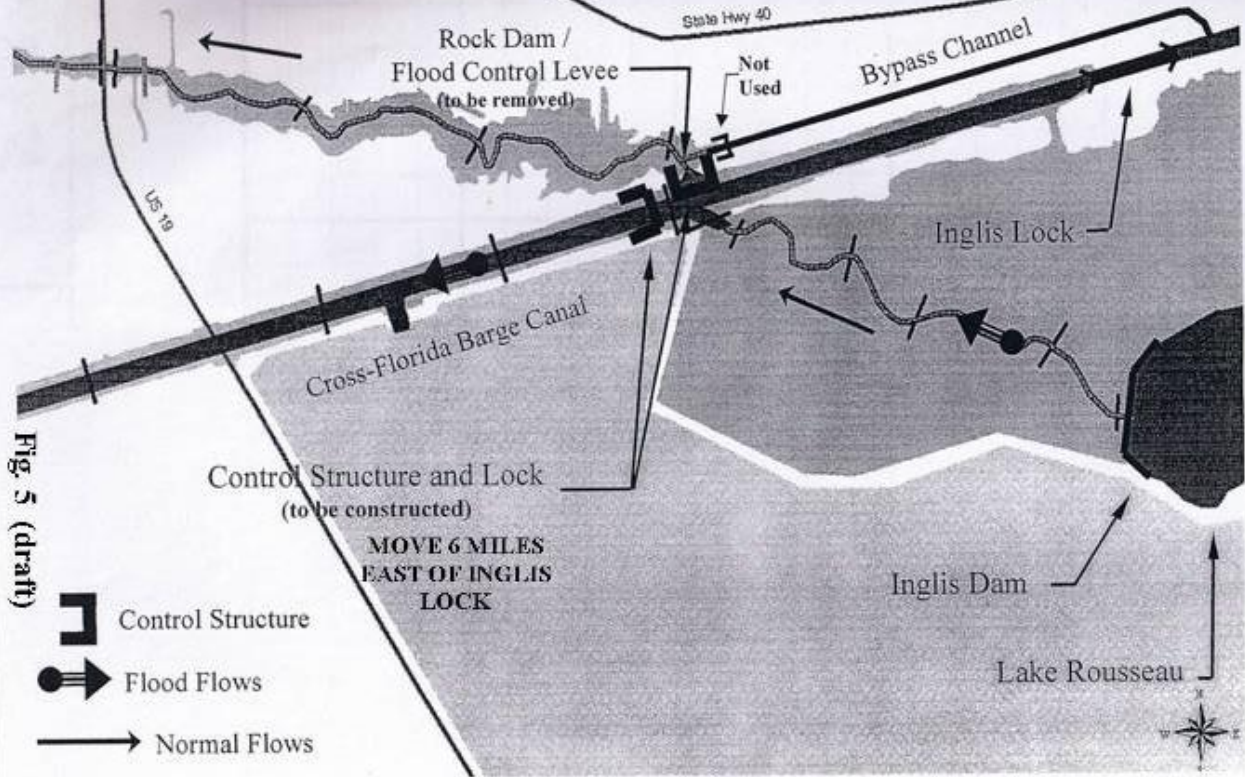 State Hwy 40
Rock Dam /
Flood Control Levee
(to be removed)
Not
Used
Bypass Channel
US 19
Inglis Lock
Cross-Florida Barge Canal
Control Structure and Lock
(to be constructed)
MOVE 6 MILES
EAST OF INGLIS
LOCK
Inglis Dam
Lake Rousseau
Fig. 5 (draft)
Control Structure
Flood Flows
Normal Flows
W
E